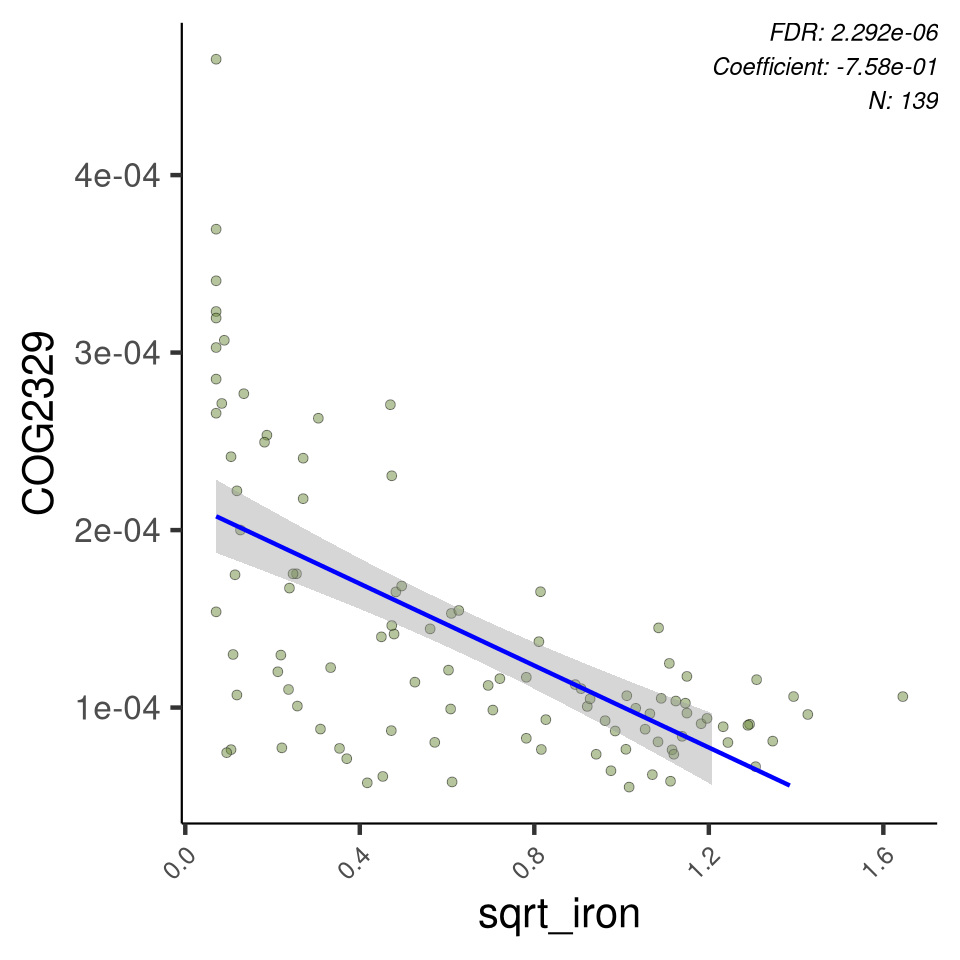 FDR: 2.292e-06
Coefficient: -7.58e-01
N: 139
4e-04
3e-04
2e-04
1e-04
COG2329
0.0
0.4
0.8
1.2
1.6
sqrt_iron